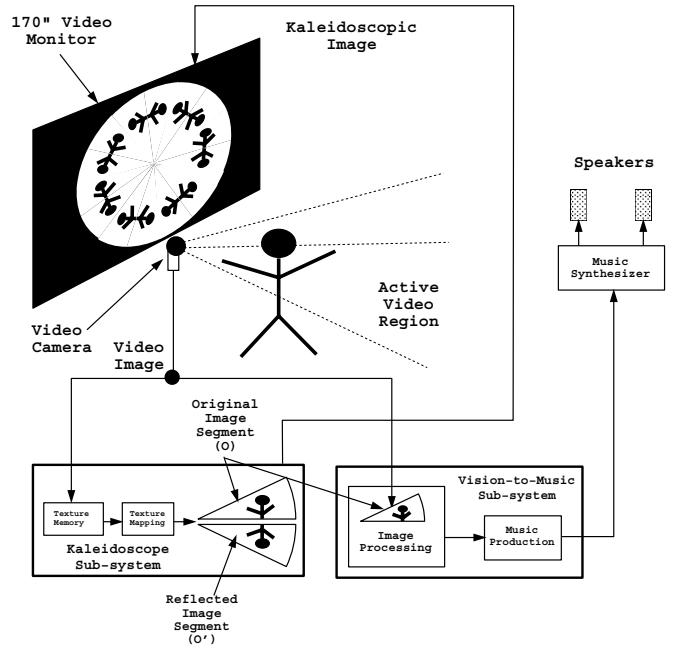 170" Video
Monitor
Kaleidoscopic
Image
Speakers
Music
Synthesizer
Active
Video
Region
Video
Camera
Video
Image
Original
Image
Segment
(O)
Vision-to-Music
Sub-system
Texture
Memory
Texture
Mapping
Image
Processing
Music
Production
Kaleidoscope
Sub-system
Reflected
Image
Segment
(O')